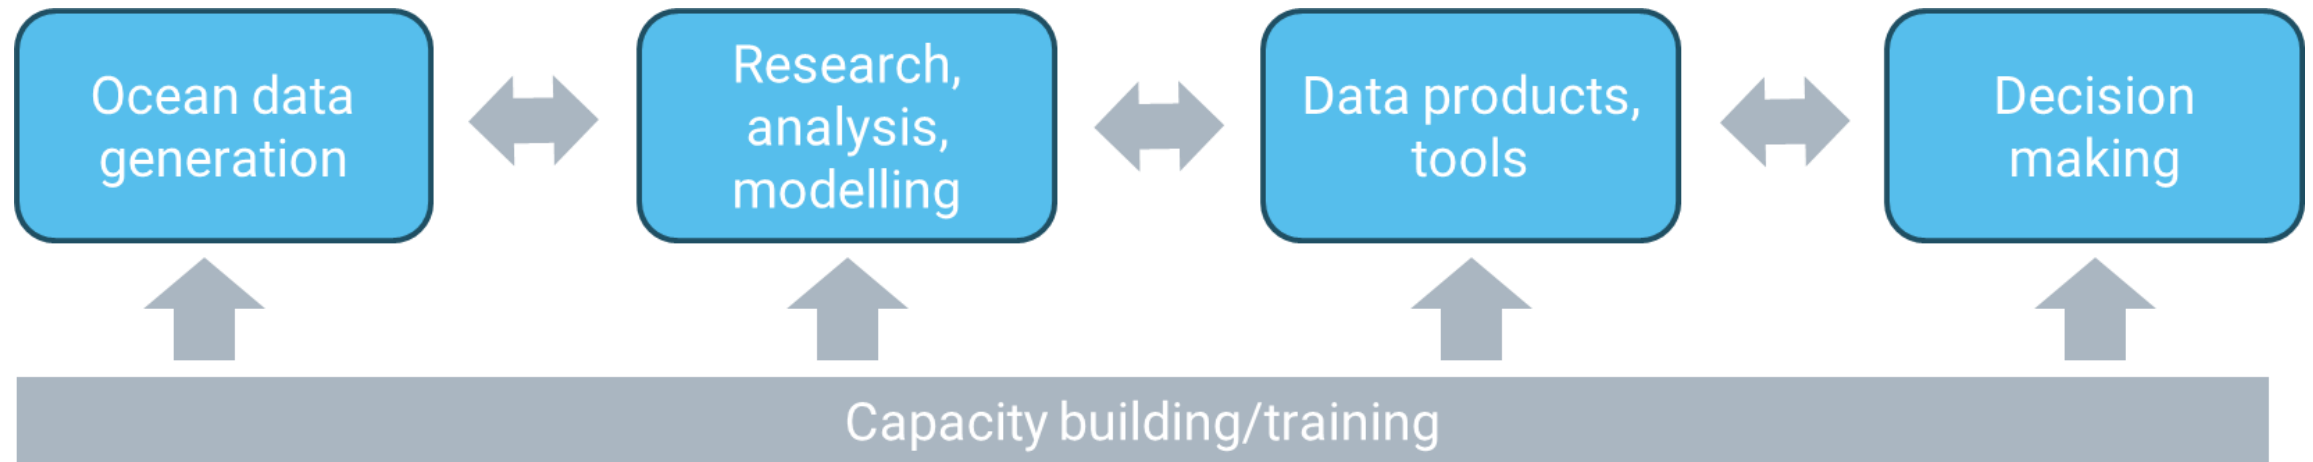 Ocean data
generation
Research,
analysis,
modelling
Data products,
tools
Decision
making
Capacity building/training